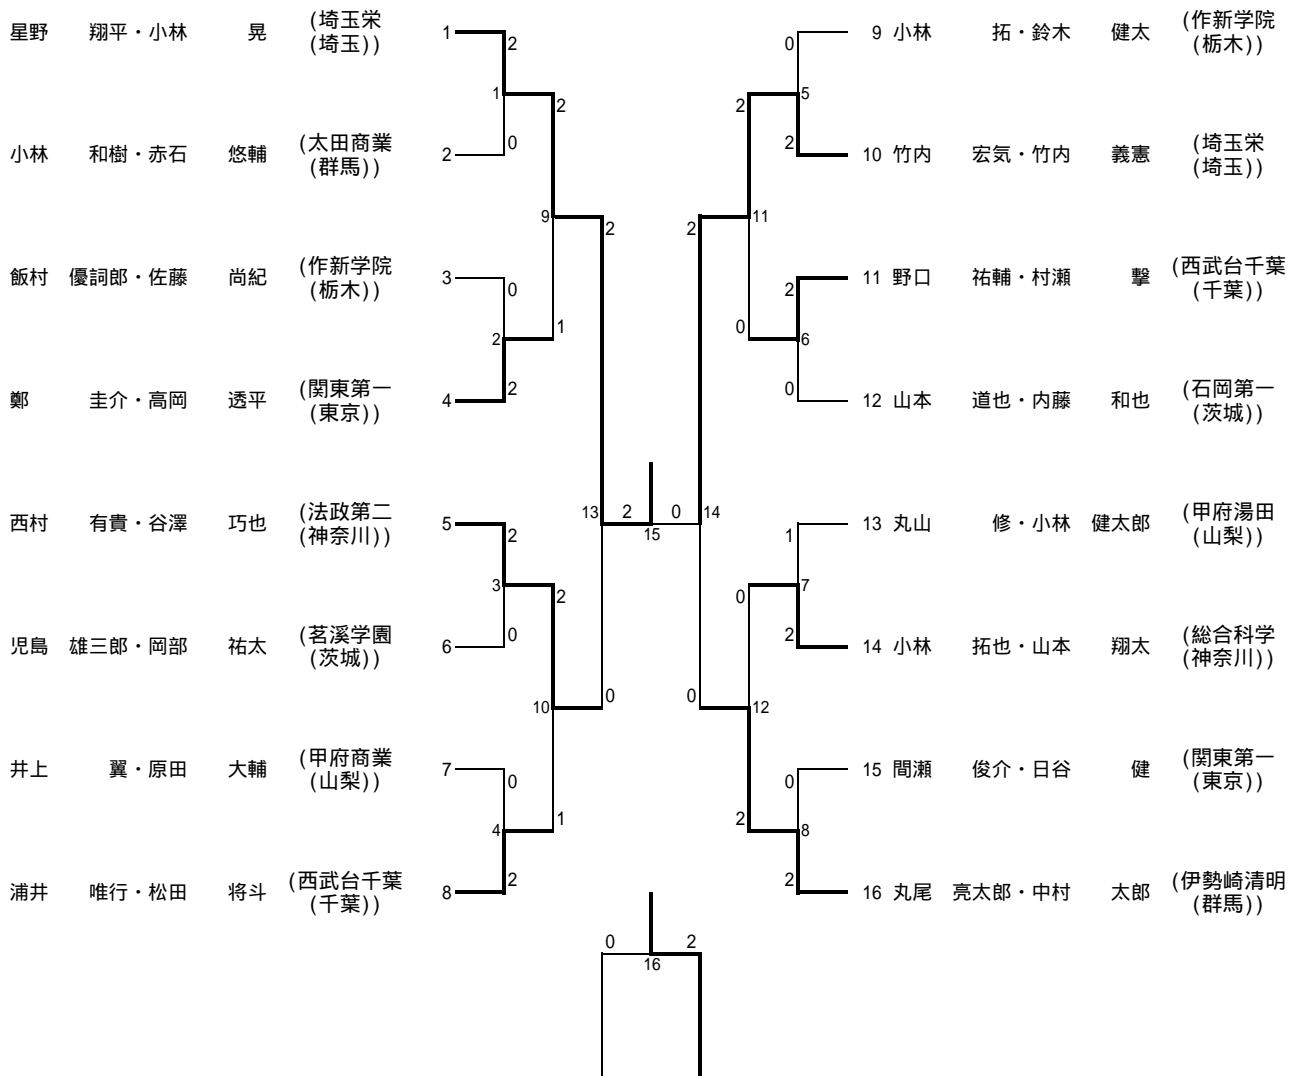 星野 翔平・小林 晃 (埼玉栄
(埼玉)) 1
小林 和樹・赤石 悠輔 (太田商業
(群馬)) 2
飯村 優詞郎・佐藤 尚紀 (作新学院
(栃木)) 3
鄭 圭介・高岡 透平 (関東第一
(東京)) 4
西村 有貴・谷澤 巧也 (法政第二
(神奈川)) 5
児島 雄三郎・岡部 祐太 (茗溪学園
(茨城)) 6
井上 翼・原田 大輔 (甲府商業
(山梨)) 7
浦井 唯行・松田 将斗 (西武台千葉
(千葉)) 8
2
1
0
2
9
0
2
2
1
2
3
0
2
10
0
4
2
1
2
13
0
2
15
0
14
2
0
2
11
0
0
5
2
2
6
0
0
12
2
1
7
2
0
8
2
9 小林 拓・鈴木 健太 (作新学院
(栃木))
10 竹内 宏気・竹内 義憲 (埼玉栄
(埼玉))
11 野口 祐輔・村瀬 撃 (西武台千葉
(千葉))
12 山本 道也・内藤 和也 (石岡第一
(茨城))
13 丸山 修・小林 健太郎 (甲府湯田
(山梨))
14 小林 拓也・山本 翔太 (総合科学
(神奈川))
15 間瀬 俊介・日谷 健 (関東第一
(東京))
16 丸尾 亮太郎・中村 太郎 (伊勢崎清明
(群馬))
0 2
16